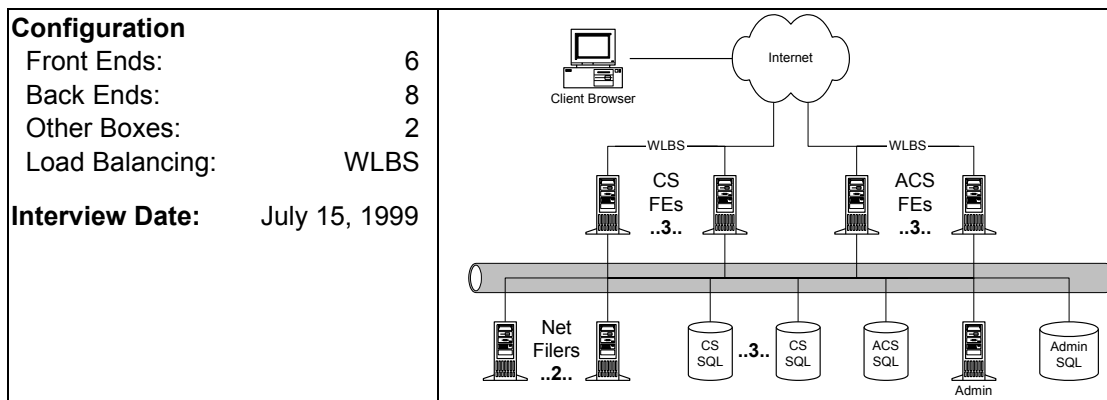 Configuration
Front Ends: 6
Back Ends: 8
Other Boxes: 2
Load Balancing: WLBS
Interview Date: July 15, 1999
Internet
Client Browser
WLBS
WLBS
CS
FEs
..3..
ACS
FEs
..3..
Net
Filers
..2..
CS
SQL
..3..
CS
SQL
ACS
SQL
Admin
Admin
SQL